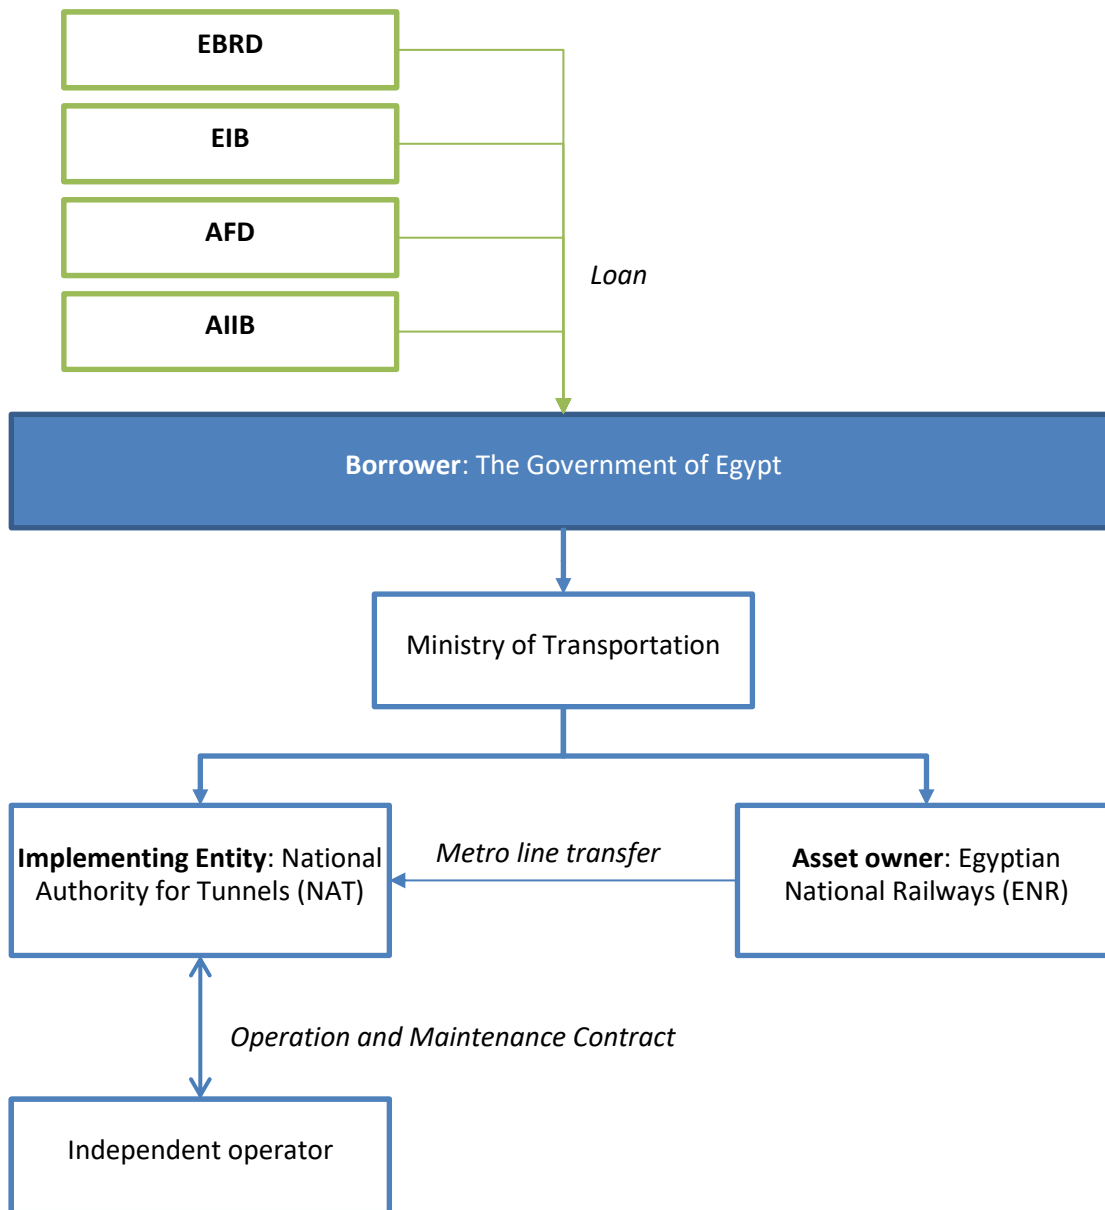 EBRD
EIB
AFD
Loan
AIIB
Borrower: The Government of Egypt
Ministry of Transportation
Implementing Entity: National
Authority for Tunnels (NAT)
Metro line transfer
Asset owner: Egyptian
National Railways (ENR)
Operation and Maintenance Contract
Independent operator